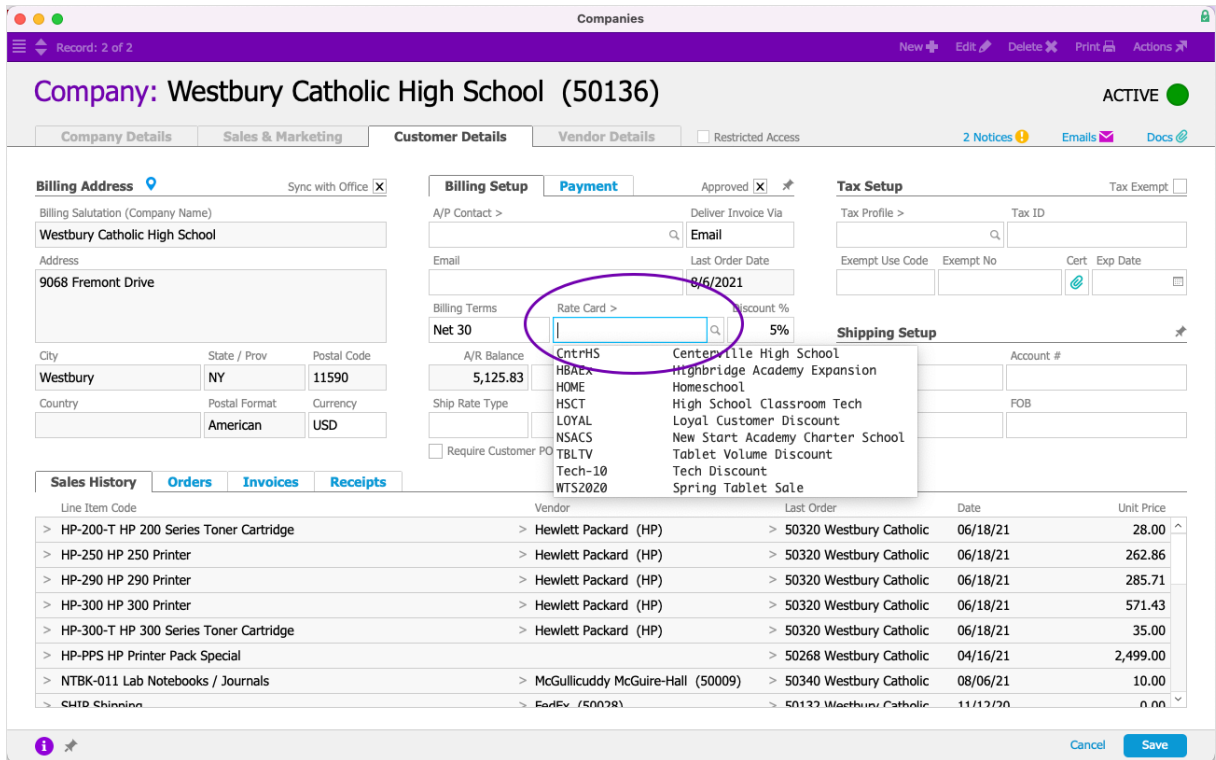 Companies
Record: 2 of 2
New Edit Delete Print Actions
Company: Westbury Catholic High School (50136)
ACTIVE
Company Details Sales & Marketing Customer Details Vendor Details Restricted Access 2 Notices Emails Docs
Billing Address Sync with Office
Billing Salutation (Company Name)
Westbury Catholic High School
Address
9068 Fremont Drive
City State / Prov Postal Code
Westbury NY 11590
Country Postal Format Currency
American USD
Billing Setup Payment Approved
A/P Contact > Deliver Invoice Via
Email
Email Last Order Date
8/6/2021
Billing Terms Rate Card > Discount %
Net 30 5%
A/R Balance
5,125.83
Ship Rate Type
Require Customer PO
CntrHS Centerville High School
HBAEx Highbridge Academy Expansion
HOME Homeschool
HSCT High School Classroom Tech
LOYAL Loyal Customer Discount
NSACS New Start Academy Charter School
TBLTV Tablet Volume Discount
Tech-10 Tech Discount
WTS2020 Spring Tablet Sale
Tax Setup Tax Exempt
Tax Profile > Tax ID
Exempt Use Code Exempt No Cert Exp Date
Shipping Setup
Account #
FOB
Sales History Orders Invoices Receipts
Line Item Code Vendor Last Order Date Unit Price
> HP-200-T HP 200 Series Toner Cartridge > Hewlett Packard (HP) > 50320 Westbury Catholic 06/18/21 28.00
> HP-250 HP 250 Printer > Hewlett Packard (HP) > 50320 Westbury Catholic 06/18/21 262.86
> HP-290 HP 290 Printer > Hewlett Packard (HP) > 50320 Westbury Catholic 06/18/21 285.71
> HP-300 HP 300 Printer > Hewlett Packard (HP) > 50320 Westbury Catholic 06/18/21 571.43
> HP-300-T HP 300 Series Toner Cartridge > Hewlett Packard (HP) > 50320 Westbury Catholic 06/18/21 35.00
> HP-PPS HP Printer Pack Special > 50268 Westbury Catholic 04/16/21 2,499.00
> NTBK-011 Lab Notebooks / Journals > McGullicuddy McGuire-Hall (50009) > 50340 Westbury Catholic 08/06/21 10.00
> SHIP Shipping > FedEx (50028) > 50132 Westbury Catholic 11/12/20 0.00
Cancel Save